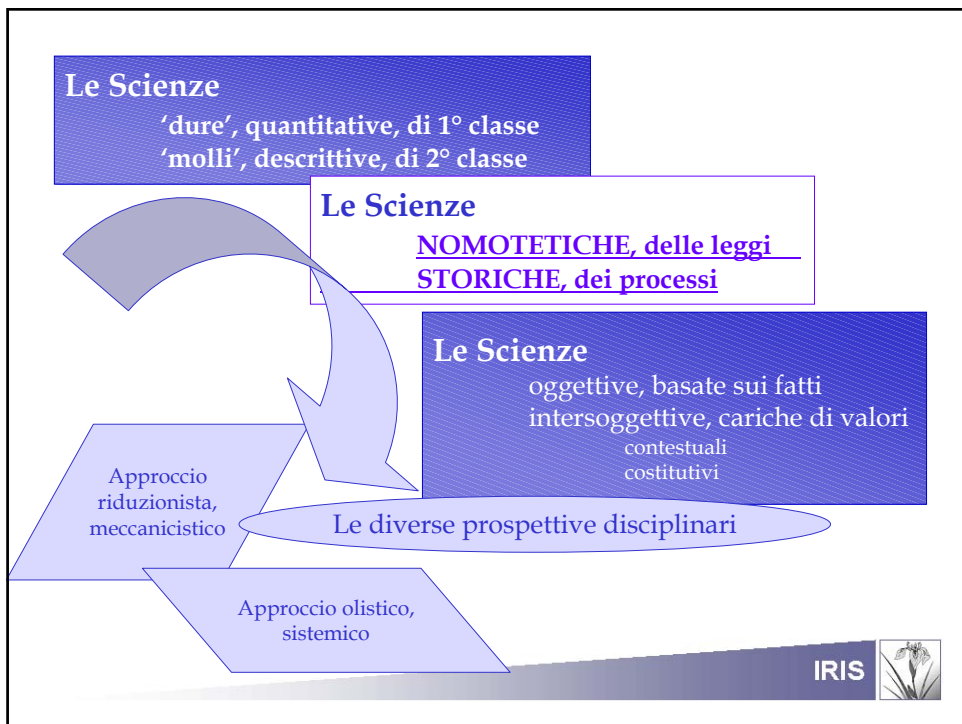 Le Scienze
‘dure’, quantitative, di 1° classe
‘molli’, descrittive, di 2° classe
Le Scienze
NOMOTETICHE, delle leggi
STORICHE, dei processi
Le Scienze
oggettive, basate sui fatti
intersoggettive, cariche di valori
contestuali
costitutivi
Approccio
riduzionista,
meccanicistico
Le diverse prospettive disciplinari
Approccio olistico,
sistemico
IRIS